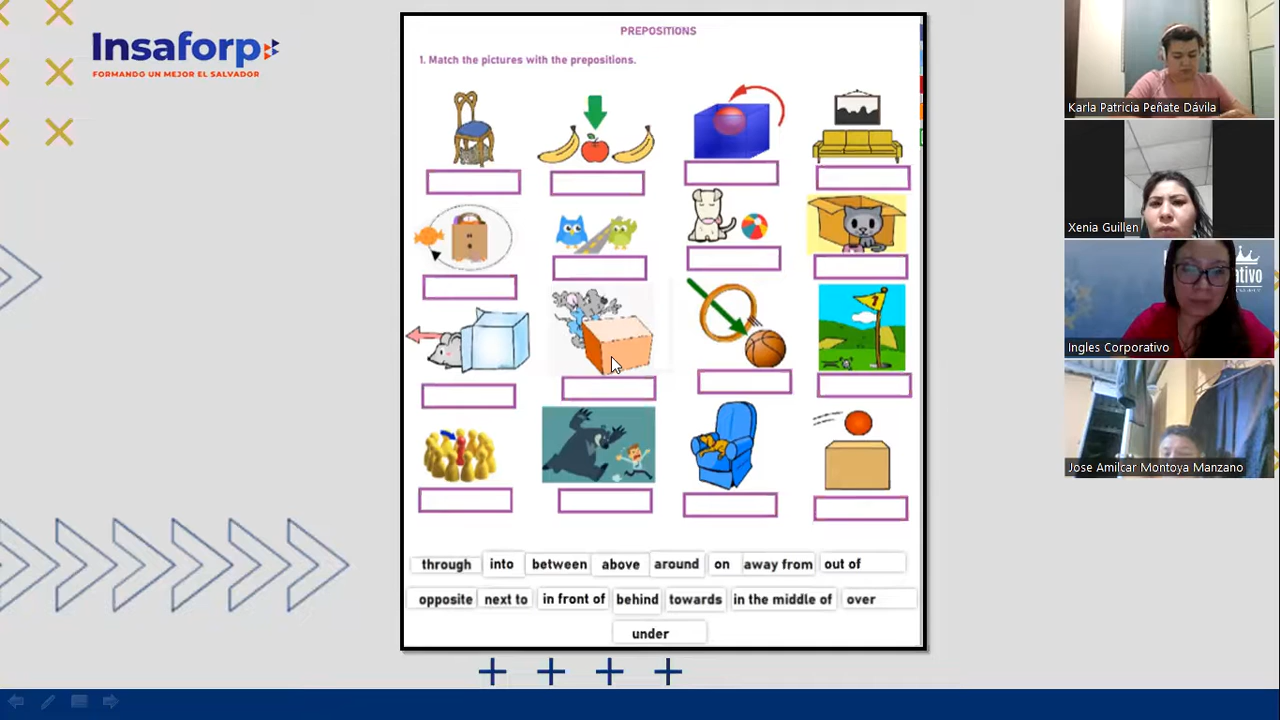 Insaforp
FORMANDO UN MEJOR EL SALVADOR
PREPOSITIONS
1. Match the pictures with the prepositions.
through into between above around on away from out of
opposite next to in front of behind towards in the middle of over
under
Karla Patricia Peñate Dávila
Xenia Guillen
ativo
Ingles Corporativo
Jose Amilcar Montoya Manzano